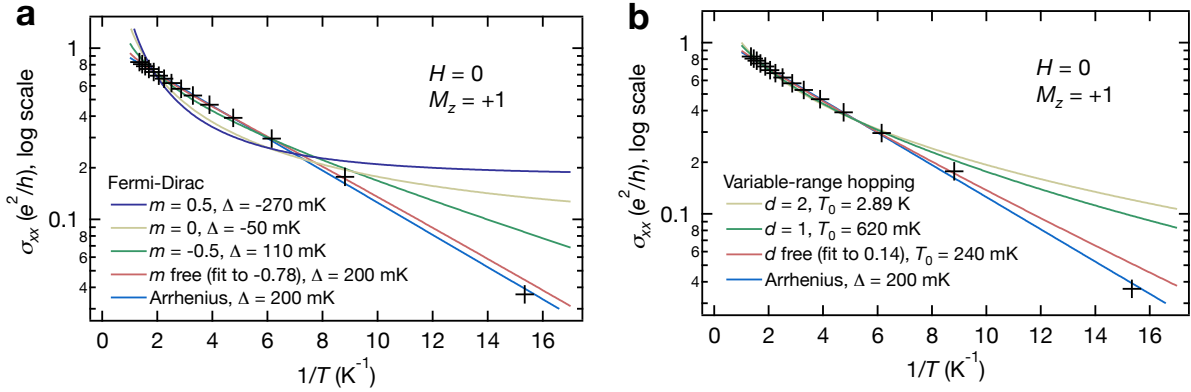 a
1
8
6
4
2
0.1
8
6
4
σxx (e²/h), log scale
H = 0
Mz = +1
Fermi-Dirac
m = 0.5, Δ = -270 mK
m = 0, Δ = -50 mK
m = -0.5, Δ = 110 mK
m free (fit to -0.78), Δ = 200 mK
Arrhenius, Δ = 200 mK
0 2 4 6 8 10 12 14 16
1/T (K⁻¹)
b
1
8
6
4
2
0.1
8
6
4
σxx (e²/h), log scale
H = 0
Mz = +1
Variable-range hopping
d = 2, T₀ = 2.89 K
d = 1, T₀ = 620 mK
d free (fit to 0.14), T₀ = 240 mK
Arrhenius, Δ = 200 mK
0 2 4 6 8 10 12 14 16
1/T (K⁻¹)